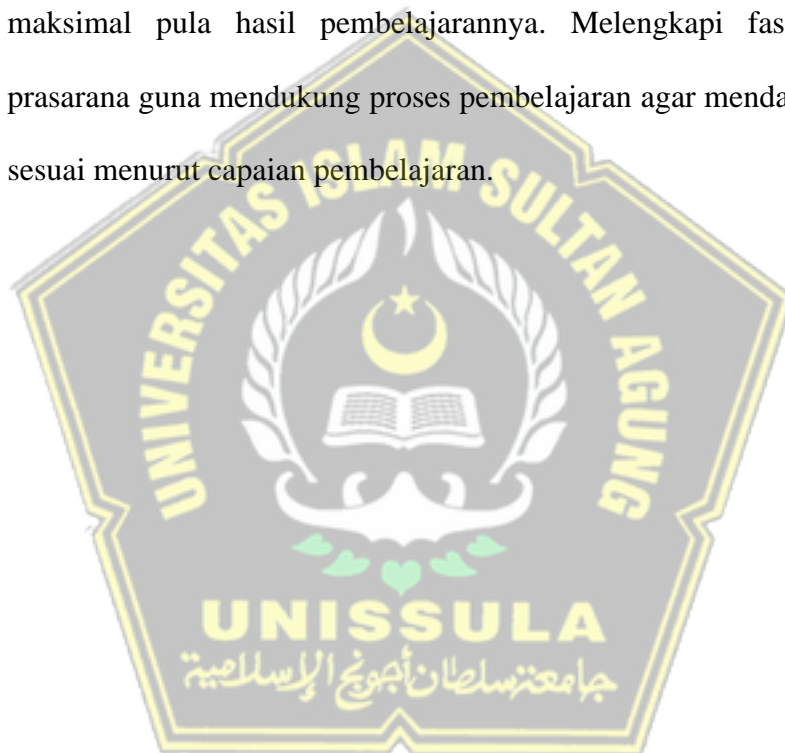 maksimal pula hasil pembelajarannya. Melengkapi fas
prasarana guna mendukung proses pembelajaran agar menda
sesuai menurut capaian pembelajaran.
UNIVERSITAS ISLAM SULTAN AGUNG
UNISSULA
جامعة سلطان أجونج الإسلامية